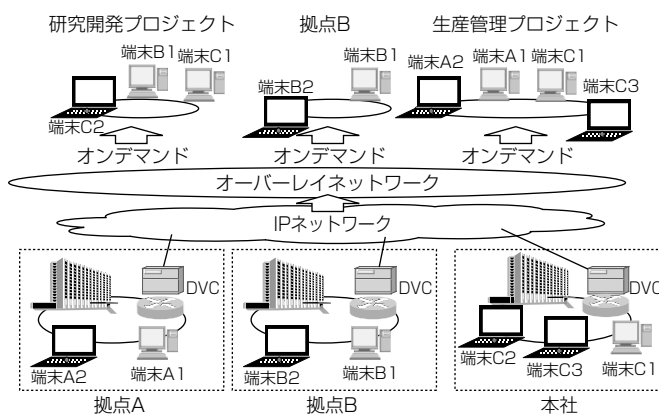 研究開発プロジェクト 拠点B 生産管理プロジェクト
端末B1 端末C1 端末B1 端末A2 端末A1 端末C1
端末C2 端末B2 端末C3
オンデマンド オンデマンド オンデマンド
オーバーレイネットワーク
IPネットワーク
DVC DVC DVC
端末A2 端末A1 端末B2 端末B1 端末C2 端末C3 端末C1
拠点A 拠点B 本社